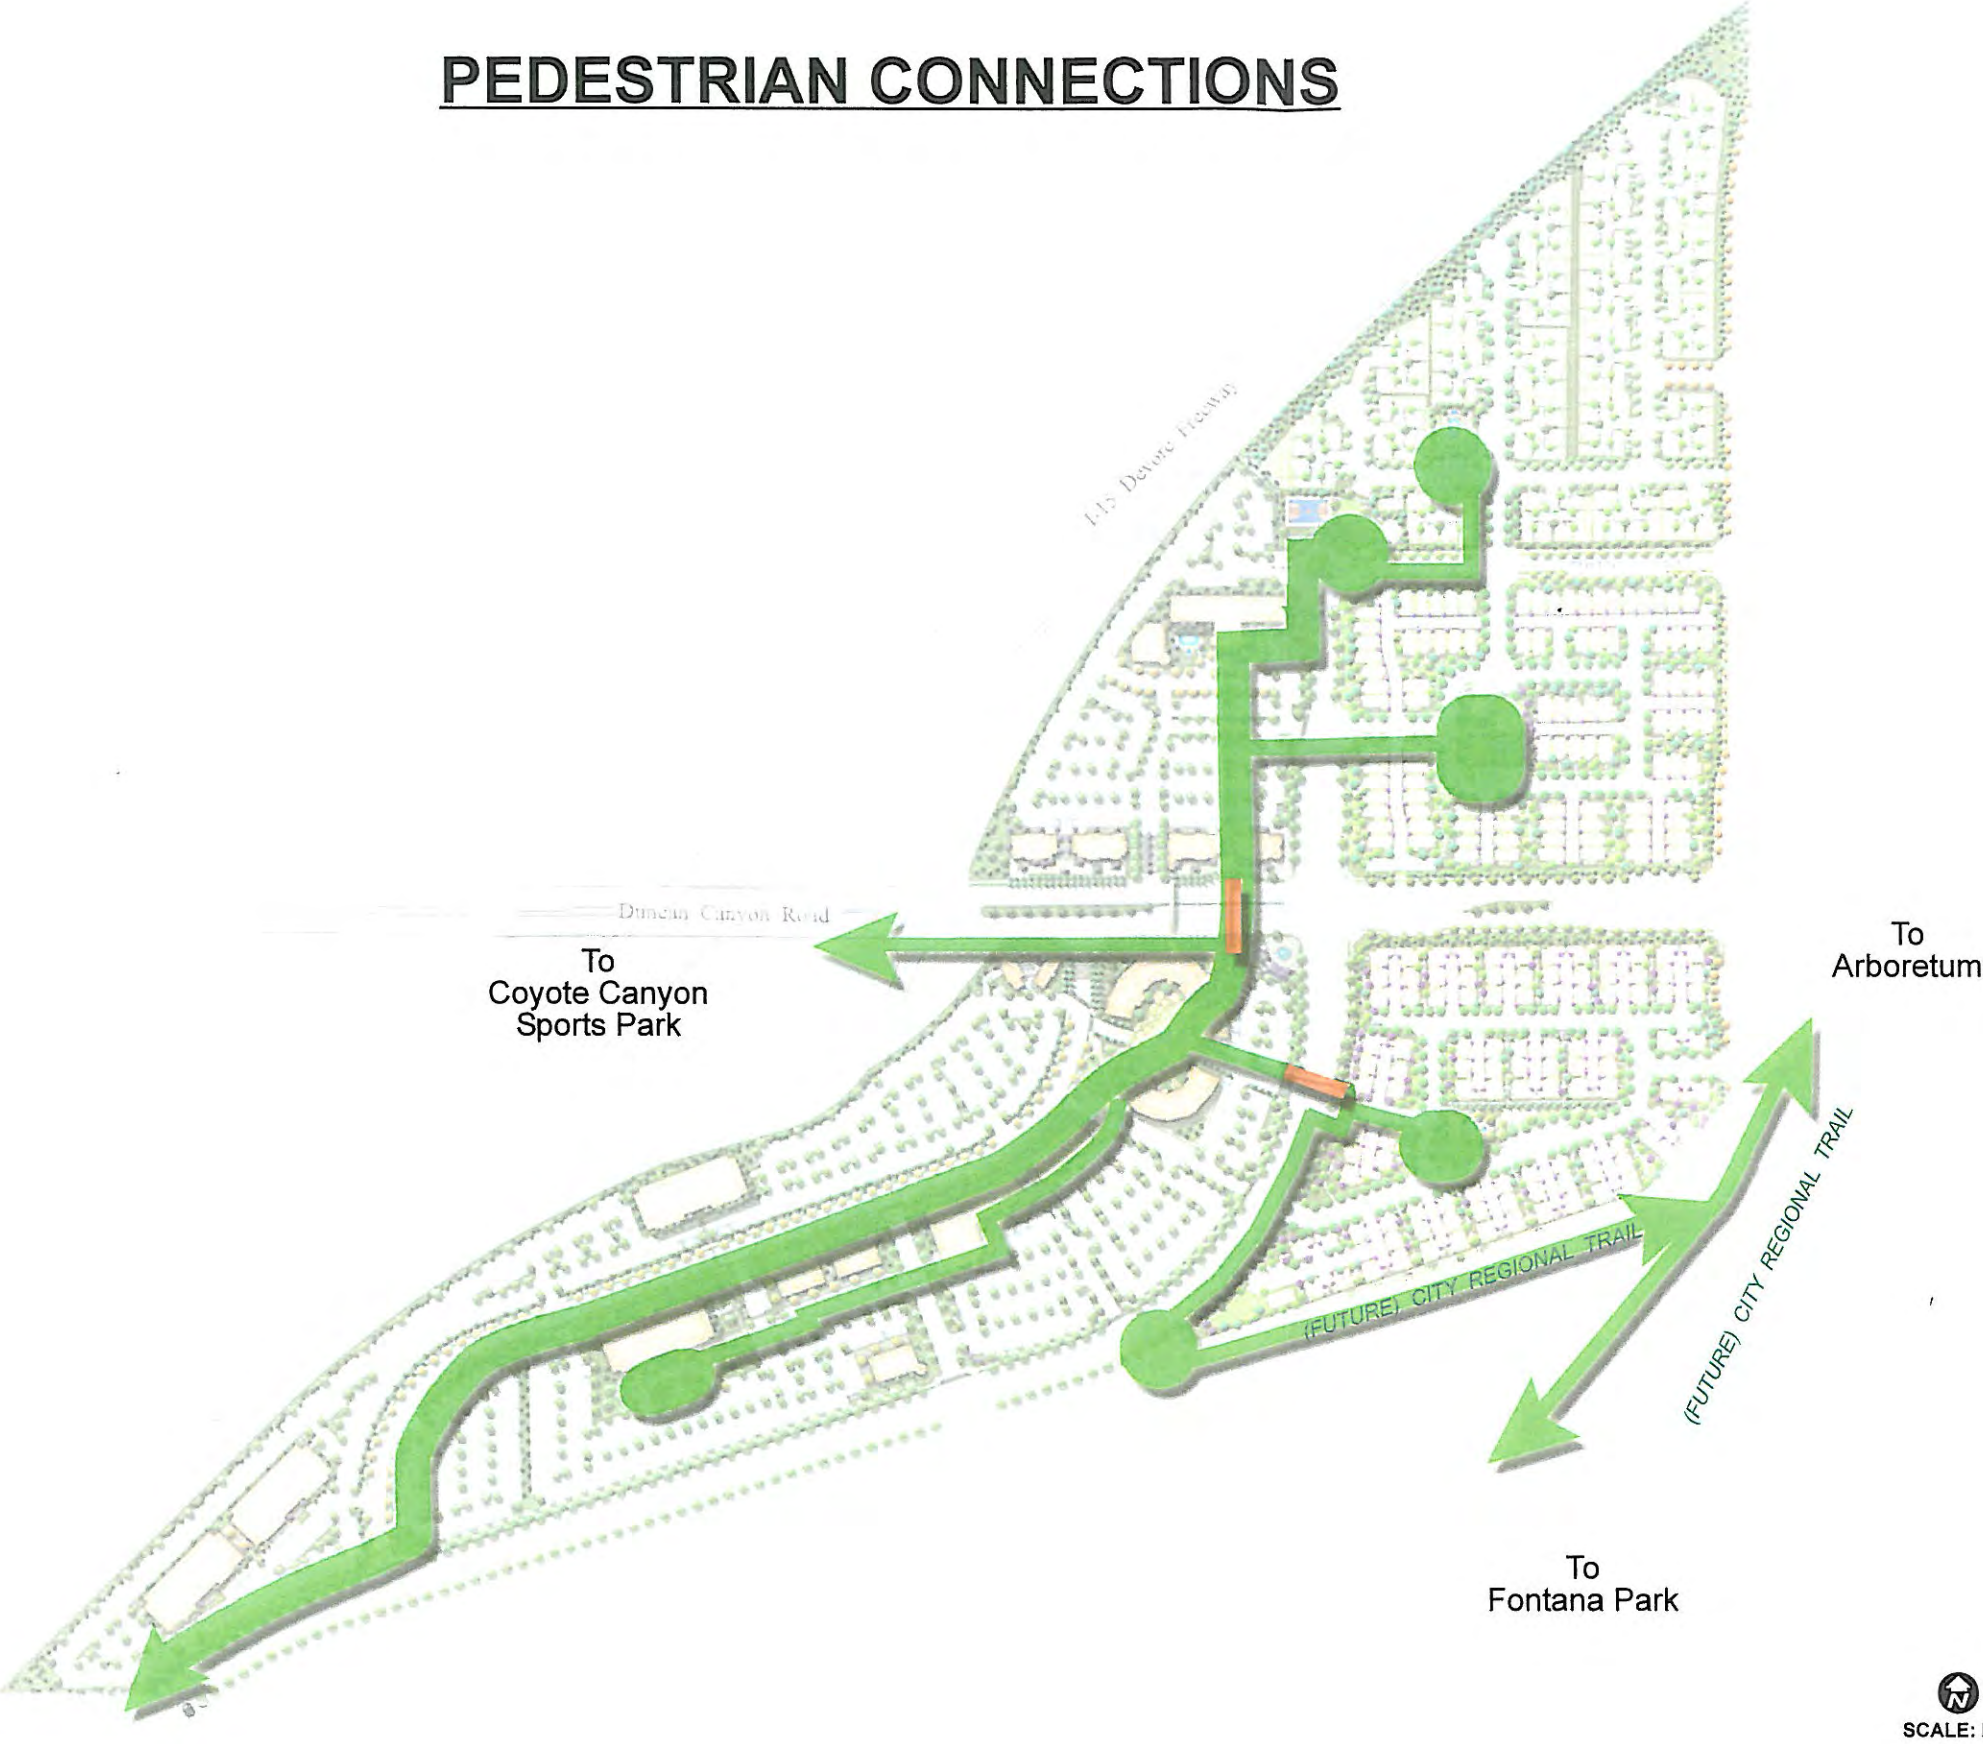 PEDESTRIAN CONNECTIONS
I-15 Devore Freeway
Duncan Canyon Road
To
Coyote Canyon
Sports Park
To
Arboretum
(FUTURE) CITY REGIONAL TRAIL
(FUTURE) CITY REGIONAL TRAIL
To
Fontana Park
N
SCALE: